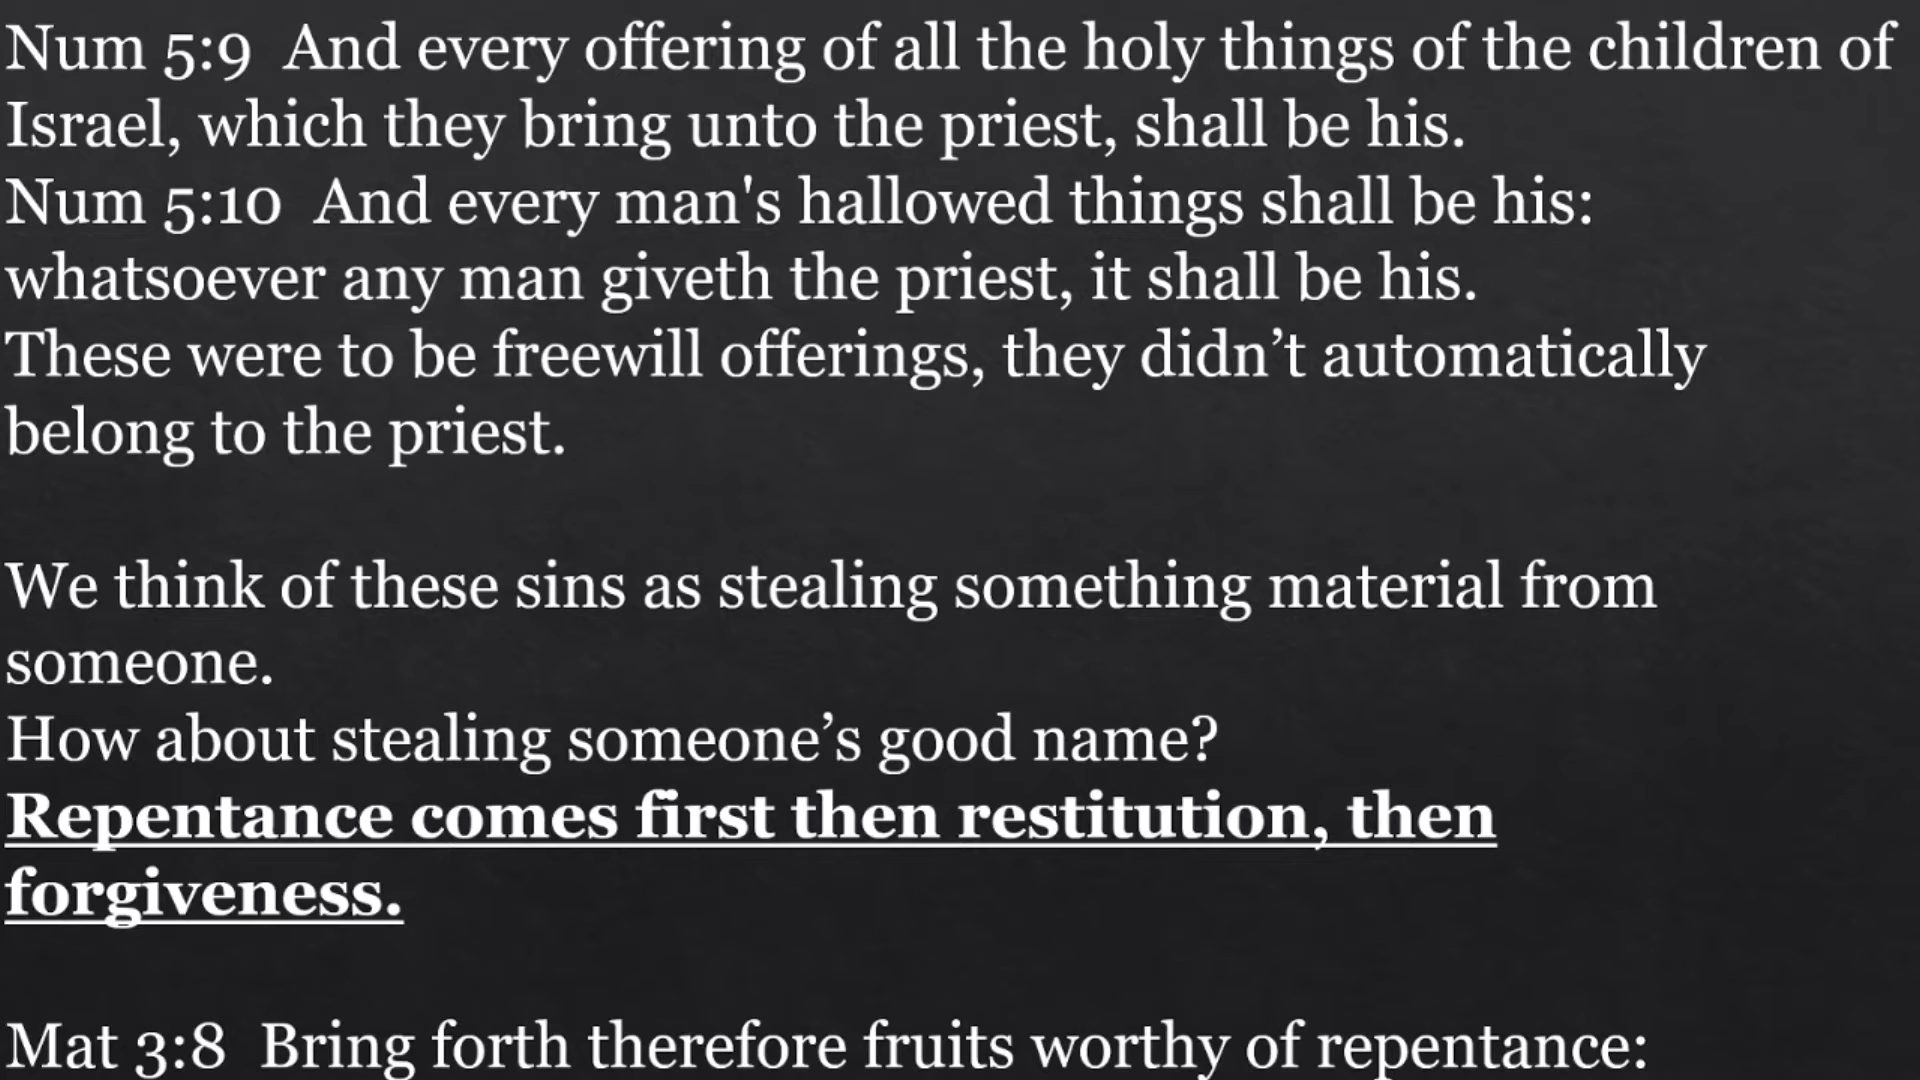 Num 5:9  And every offering of all the holy things of the children of
Israel, which they bring unto the priest, shall be his.
Num 5:10  And every man's hallowed things shall be his:
whatsoever any man giveth the priest, it shall be his.
These were to be freewill offerings, they didn’t automatically
belong to the priest.
We think of these sins as stealing something material from
someone.
How about stealing someone’s good name?
Repentance comes first then restitution, then
forgiveness.
Mat 3:8  Bring forth therefore fruits worthy of repentance: